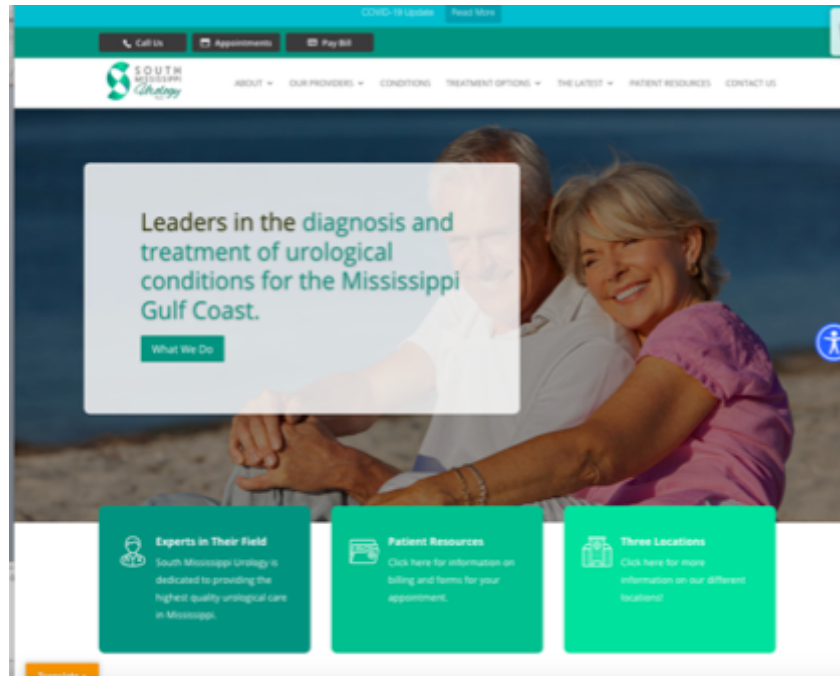 COVID-19 Update Read More
Call Us Appointments Pay Bill
SOUTH
MISSISSIPPI
Urology
ABOUT OUR PROVIDERS CONDITIONS TREATMENT OPTIONS THE LATEST PATIENT RESOURCES CONTACT US
Leaders in the diagnosis and
treatment of urological
conditions for the Mississippi
Gulf Coast.
What We Do
Experts in Their Field
South Mississippi Urology is
dedicated to providing the
highest quality urological care
in Mississippi.
Patient Resources
Click here for information on
billing and forms for your
appointment.
Three Locations
Click here for more
information on our different
locations!